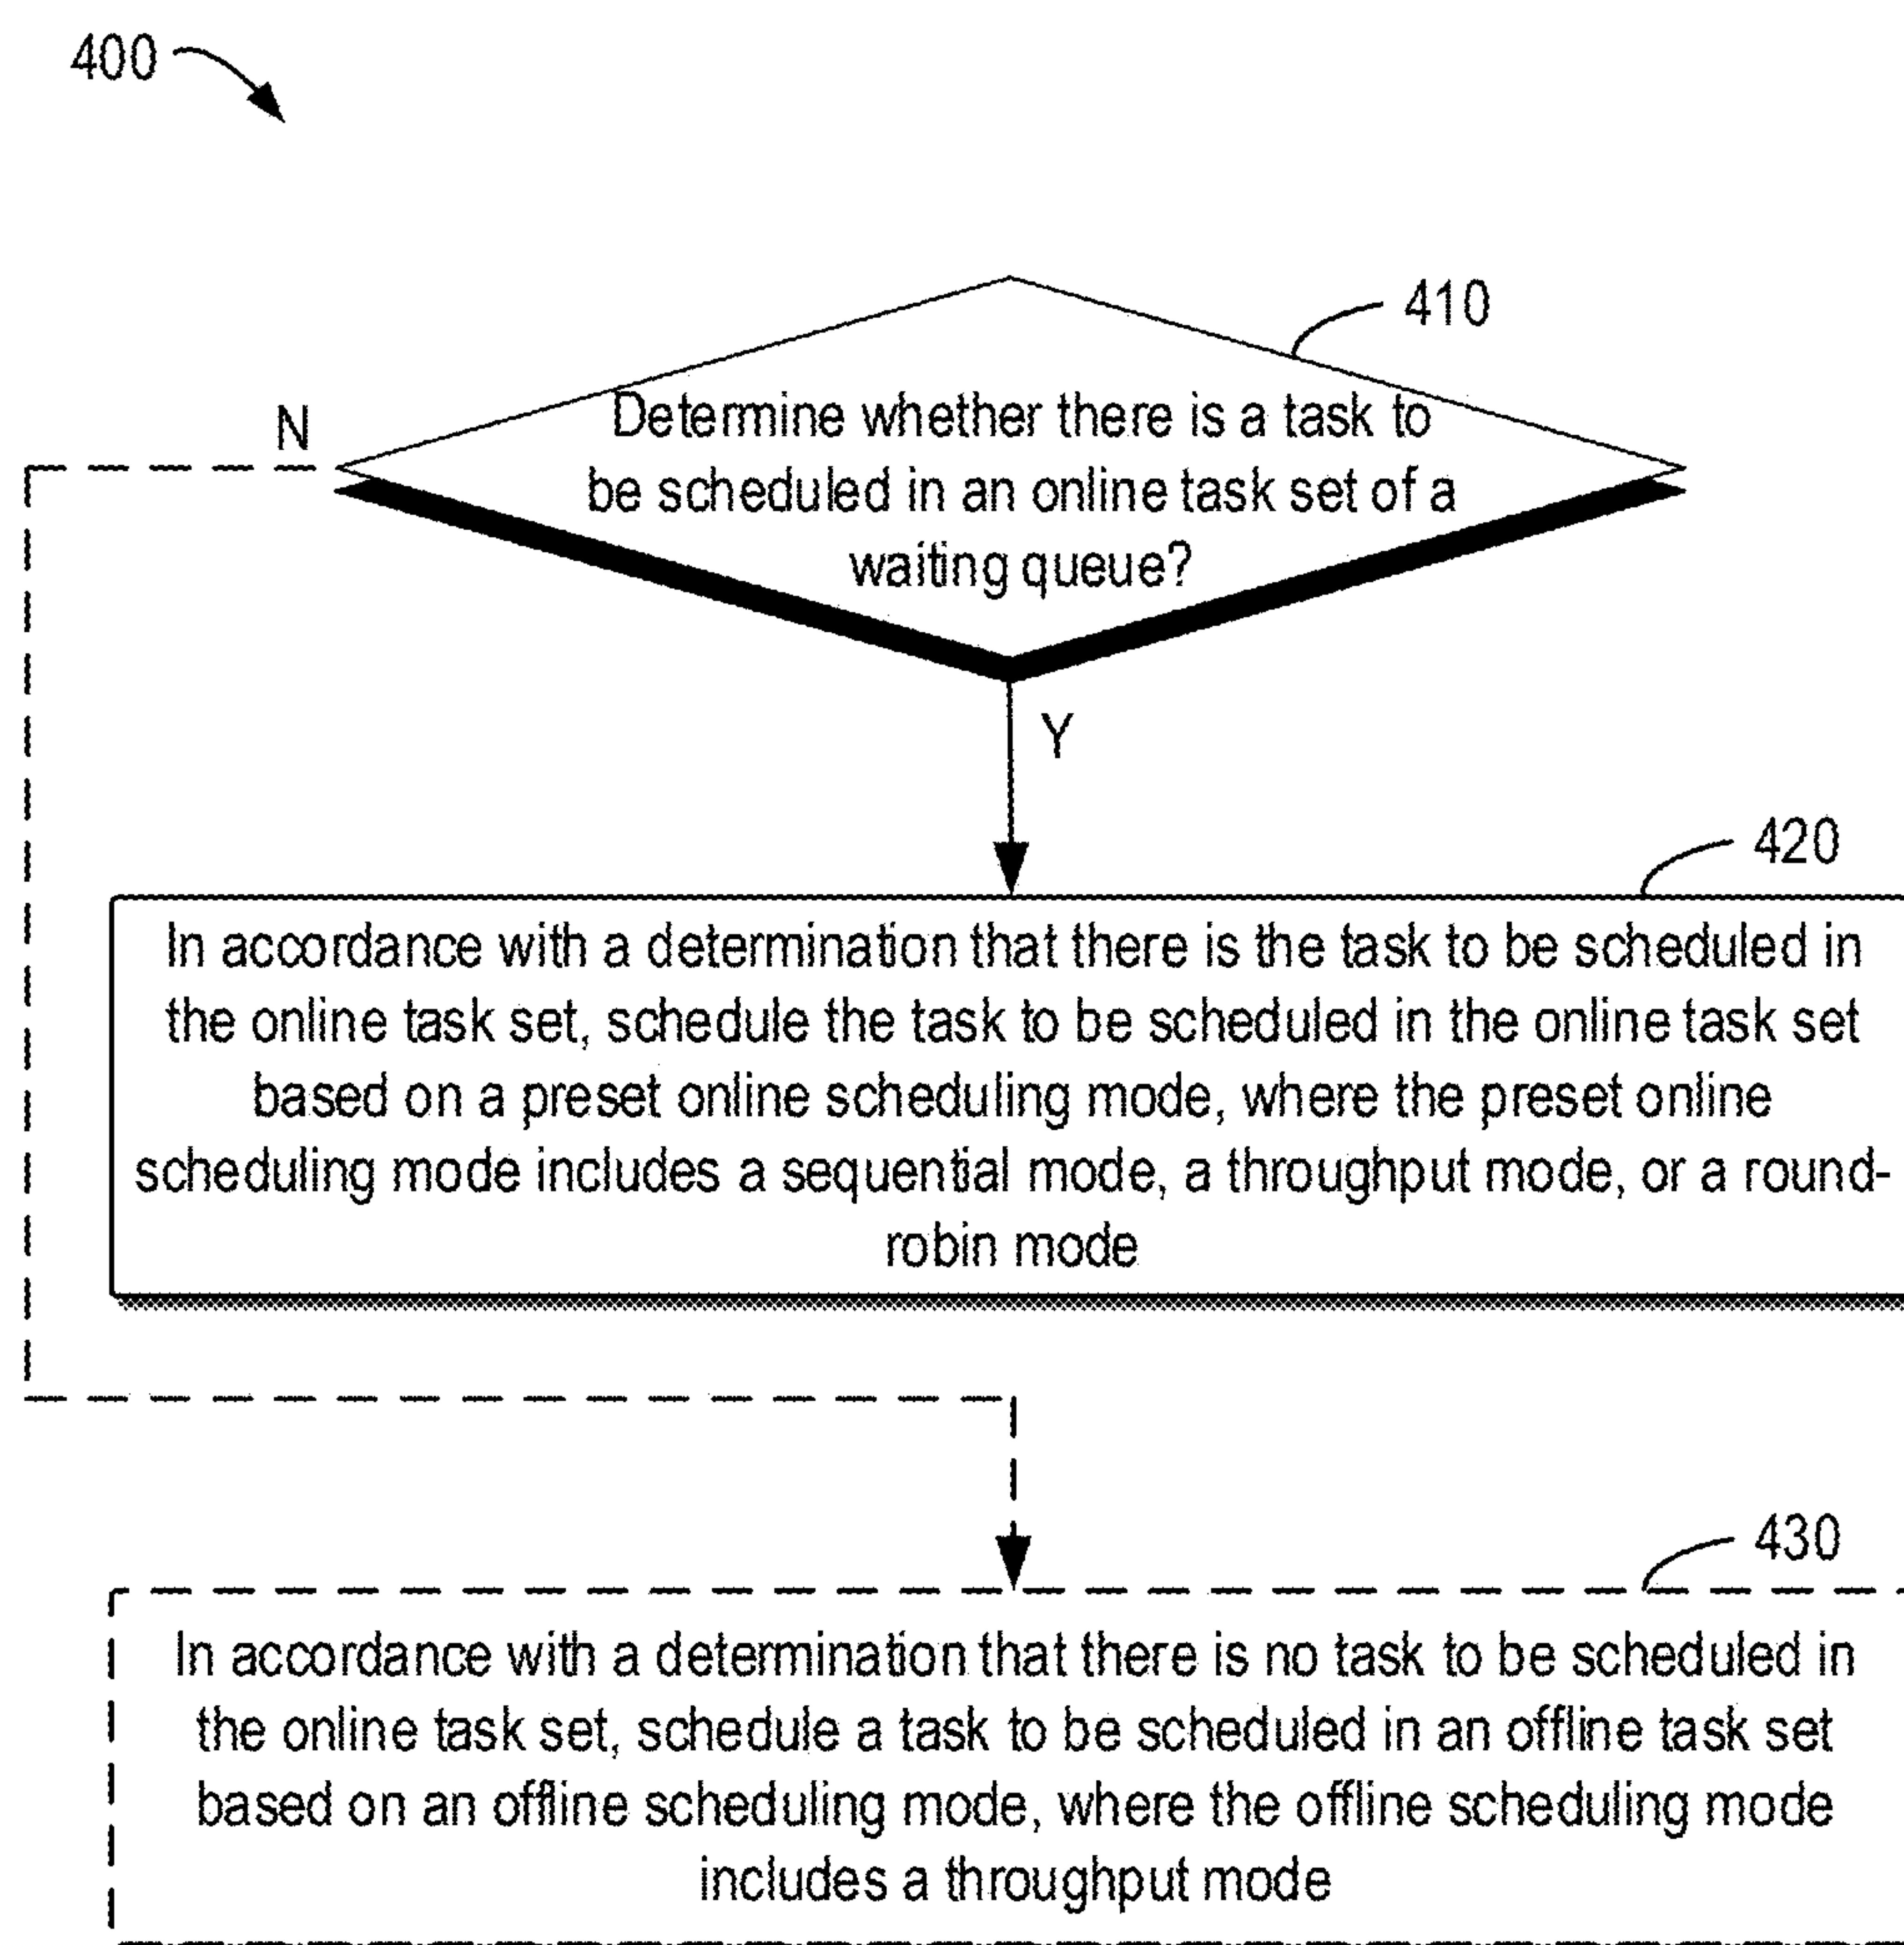 400
410
N
Determine whether there is a task to
be scheduled in an online task set of a
waiting queue?
Y
420
In accordance with a determination that there is the task to be scheduled in
the online task set, schedule the task to be scheduled in the online task set
based on a preset online scheduling mode, where the preset online
scheduling mode includes a sequential mode, a throughput mode, or a round-
robin mode
430
In accordance with a determination that there is no task to be scheduled in
the online task set, schedule a task to be scheduled in an offline task set
based on an offline scheduling mode, where the offline scheduling mode
includes a throughput mode